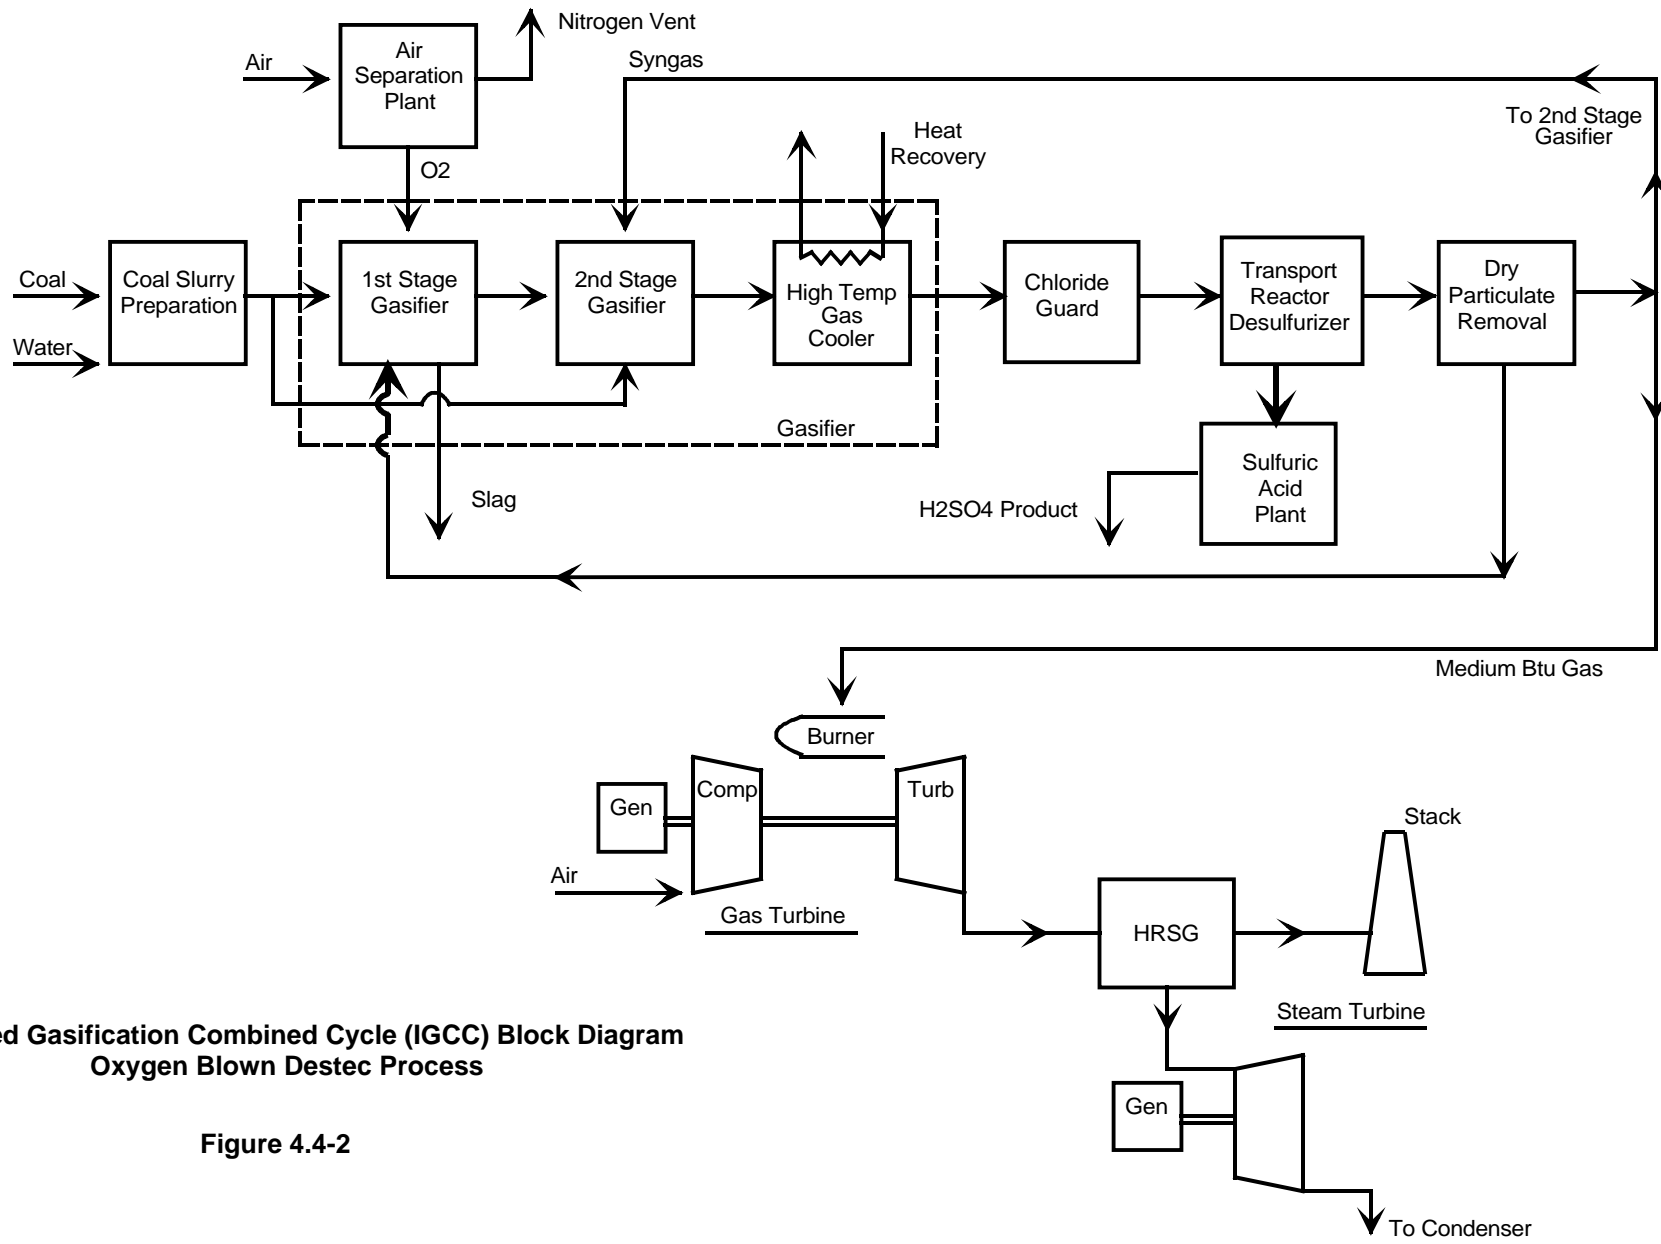 Nitrogen Vent
Air
Air
Separation
Plant
Syngas
To 2nd Stage
Gasifier
Heat
Recovery
O2
Coal
Water
Coal Slurry
Preparation
1st Stage
Gasifier
2nd Stage
Gasifier
High Temp
Gas
Cooler
Chloride
Guard
Transport
Reactor
Desulfurizer
Dry
Particulate
Removal
Gasifier
Slag
H2SO4 Product
Sulfuric
Acid
Plant
Medium Btu Gas
Burner
Gen
Comp
Turb
Air
Gas Turbine
HRSG
Stack
Steam Turbine
Gen
To Condenser
ed Gasification Combined Cycle (IGCC) Block Diagram
Oxygen Blown Destec Process
Figure 4.4-2